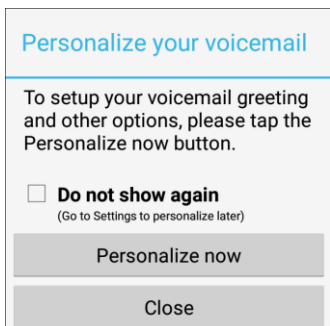 Personalize your voicemail
To setup your voicemail greeting
and other options, please tap the
Personalize now button.
Do not show again
(Go to Settings to personalize later)
Personalize now
Close